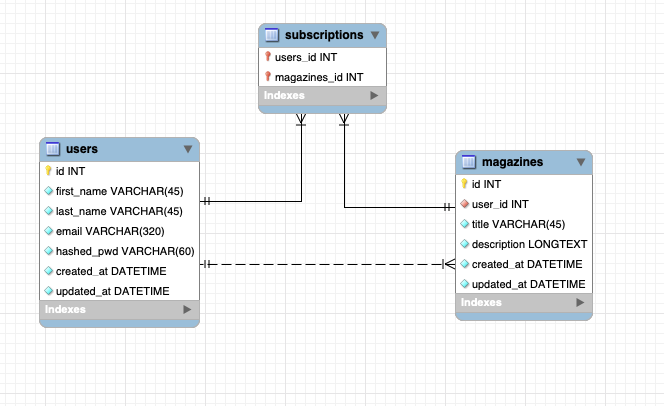 subscriptions
users_id INT
magazines_id INT
Indexes
users
id INT
first_name VARCHAR(45)
last_name VARCHAR(45)
email VARCHAR(320)
hashed_pwd VARCHAR(60)
created_at DATETIME
updated_at DATETIME
Indexes
magazines
id INT
user_id INT
title VARCHAR(45)
description LONGTEXT
created_at DATETIME
updated_at DATETIME
Indexes